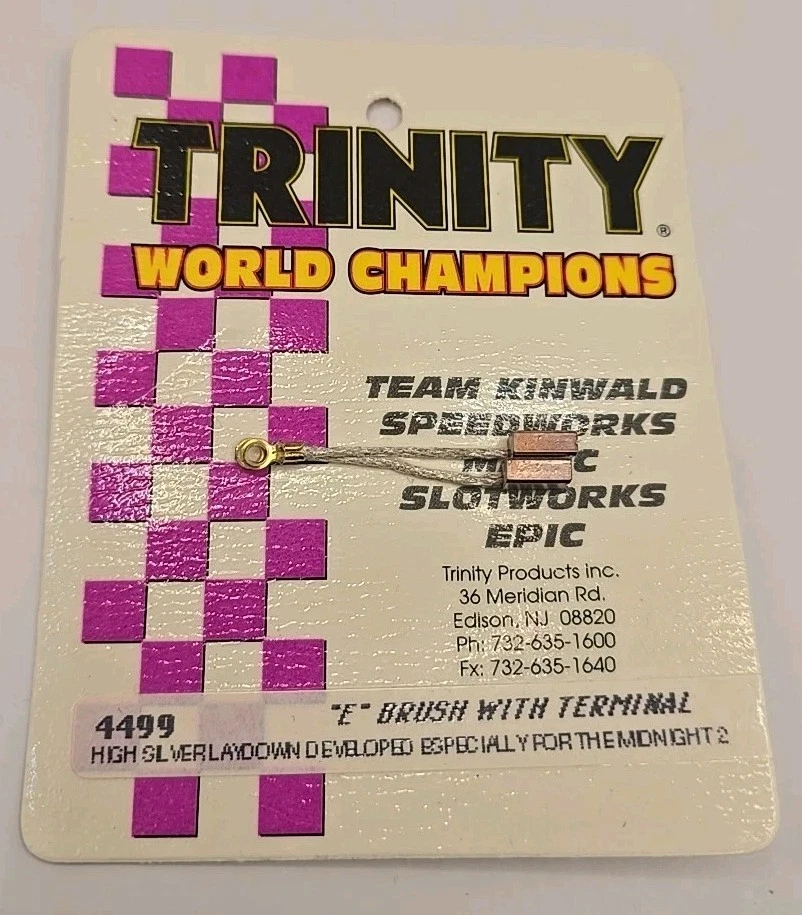 TRINITY®
WORLD CHAMPIONS
TEAM KINWALD
SPEEDWORKS
SLOTWORKS
EPIC
Trinity Products inc.
36 Meridian Rd.
Edison, NJ 08820
Ph: 732-635-1600
Fx: 732-635-1640
4499 "E" BRUSH WITH TERMINAL
HIGH SILVER LAYDOWN DEVELOPED ESPECIALLY FOR THE MIDNIGHT 2